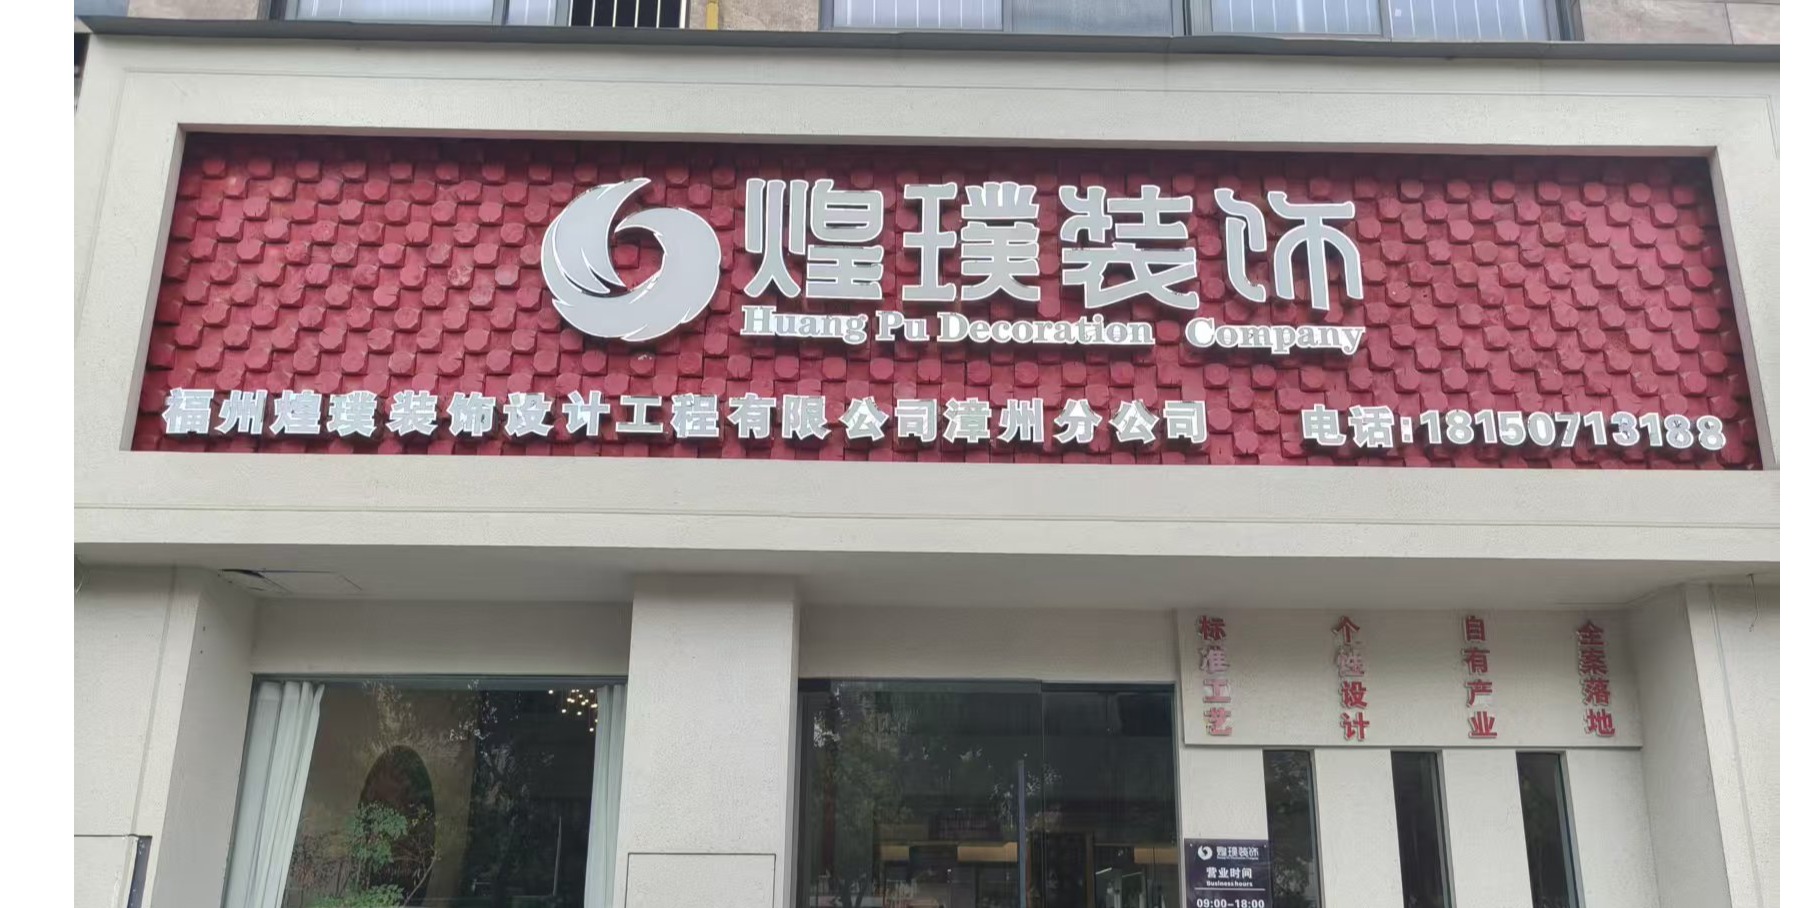 煌璞装饰
Huang Pu Decoration Company
福州煌璞装饰设计工程有限公司漳州分公司 电话:18150713188
标准工艺
个性设计
自有产业
全案落地
煌璞装饰
营业时间
Business hours
09:00-18:00